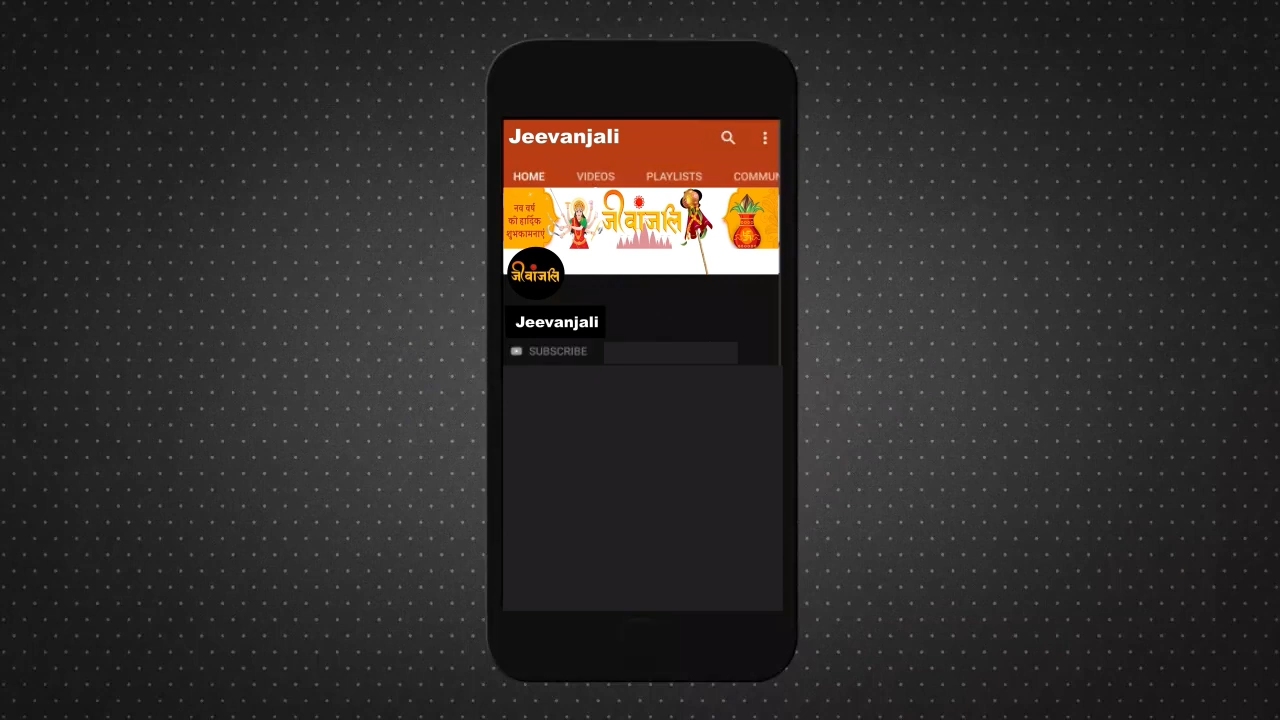 Jeevanjali
HOME VIDEOS PLAYLISTS COMMUN
नव वर्ष
की हार्दिक
शुभकामनाएं
जीवांजलि
जीवांजलि
Jeevanjali
SUBSCRIBE